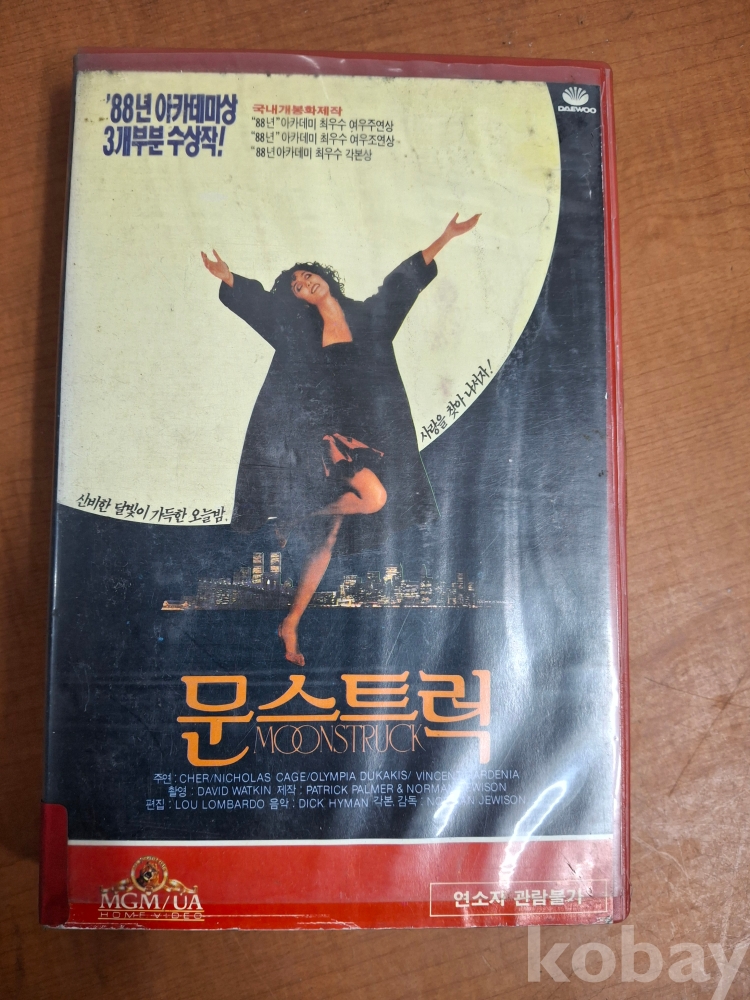 '88년 아카데마상
3개부분 수상작!
국내개봉화제작
"88년"아카데미 최우수 여우주연상
"88년" 아카데미 최우수 여우조연상
"88년아카데미 최우수 각본상
DAEWOO
사랑을 찾아 나서자!
신비한 달빛이 가득한 오늘밤,
문스트럭
MOONSTRUCK
주연 : CHER/NICHOLAS CAGE/OLYMPIA DUKAKIS/ VINCENT GARDENIA
촬영 : DAVID WATKIN 제작 : PATRICK PALMER & NORMAN JEWISON
편집 : LOU LOMBARDO 음악 : DICK HYMAN 각본 감독 : NORMAN JEWISON
MGM/UA
HOME VIDEO
연소자 관람불가
kobay